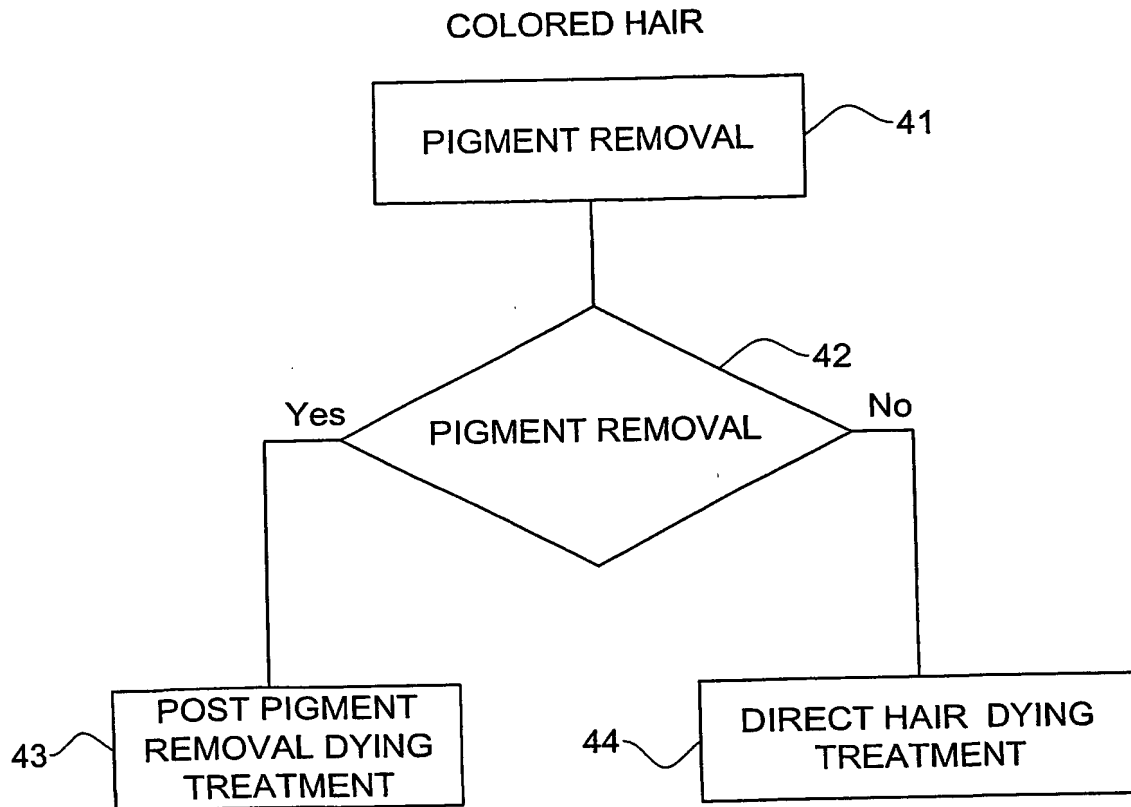 COLORED HAIR
PIGMENT REMOVAL
41
42
Yes
PIGMENT REMOVAL
No
43
POST PIGMENT
REMOVAL DYING
TREATMENT
44
DIRECT HAIR DYING
TREATMENT